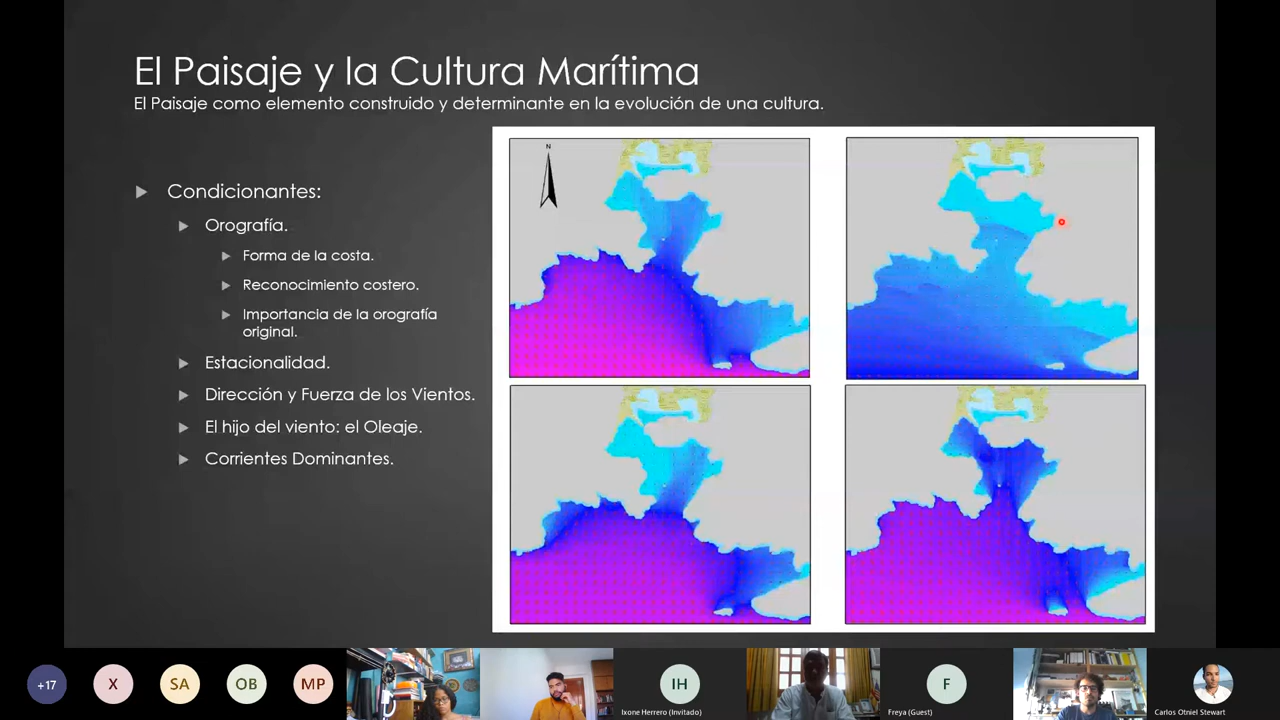 El Paisaje y la Cultura Marítima
El Paisaje como elemento construido y determinante en la evolución de una cultura.
Condicionantes:
Orografía.
Forma de la costa.
Reconocimiento costero.
Importancia de la orografía
original.
Estacionalidad.
Dirección y Fuerza de los Vientos.
El hijo del viento: el Oleaje.
Corrientes Dominantes.
N
+17
X
SA
OB
MP
IH
Ixone Herrero (Invitado)
F
Freya (Guest)
Carlos Otniel Stewart